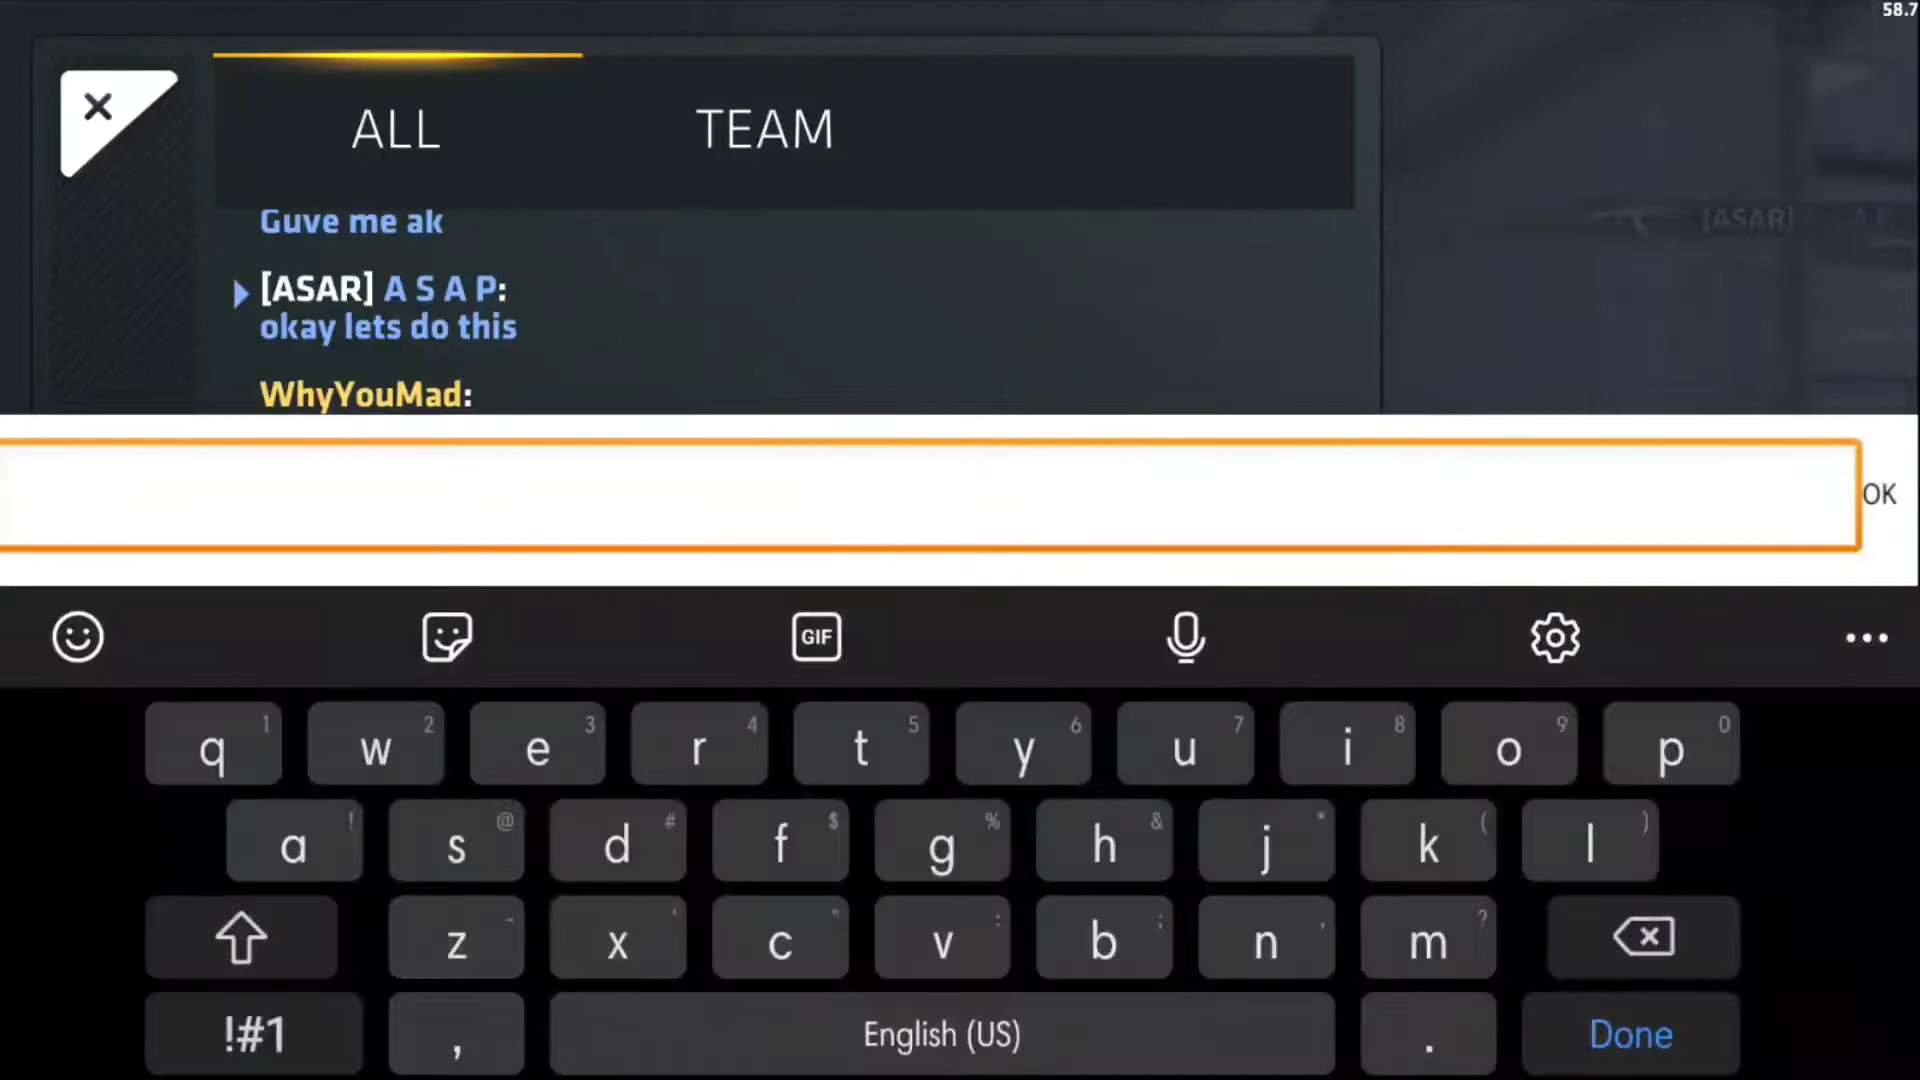 58.7
ALL TEAM
Guve me ak
[ASAR] A S A P:
okay lets do this
WhyYouMad:
[ASAR] A S A P
OK
GIF
q 1 w 2 e 3 r 4 t 5 y 6 u 7 i 8 o 9 p 0
a ! s @ d # f $ g % h & j * k ( l )
z - x ' c " v : b ; n , m ?
!#1 , English (US) . Done